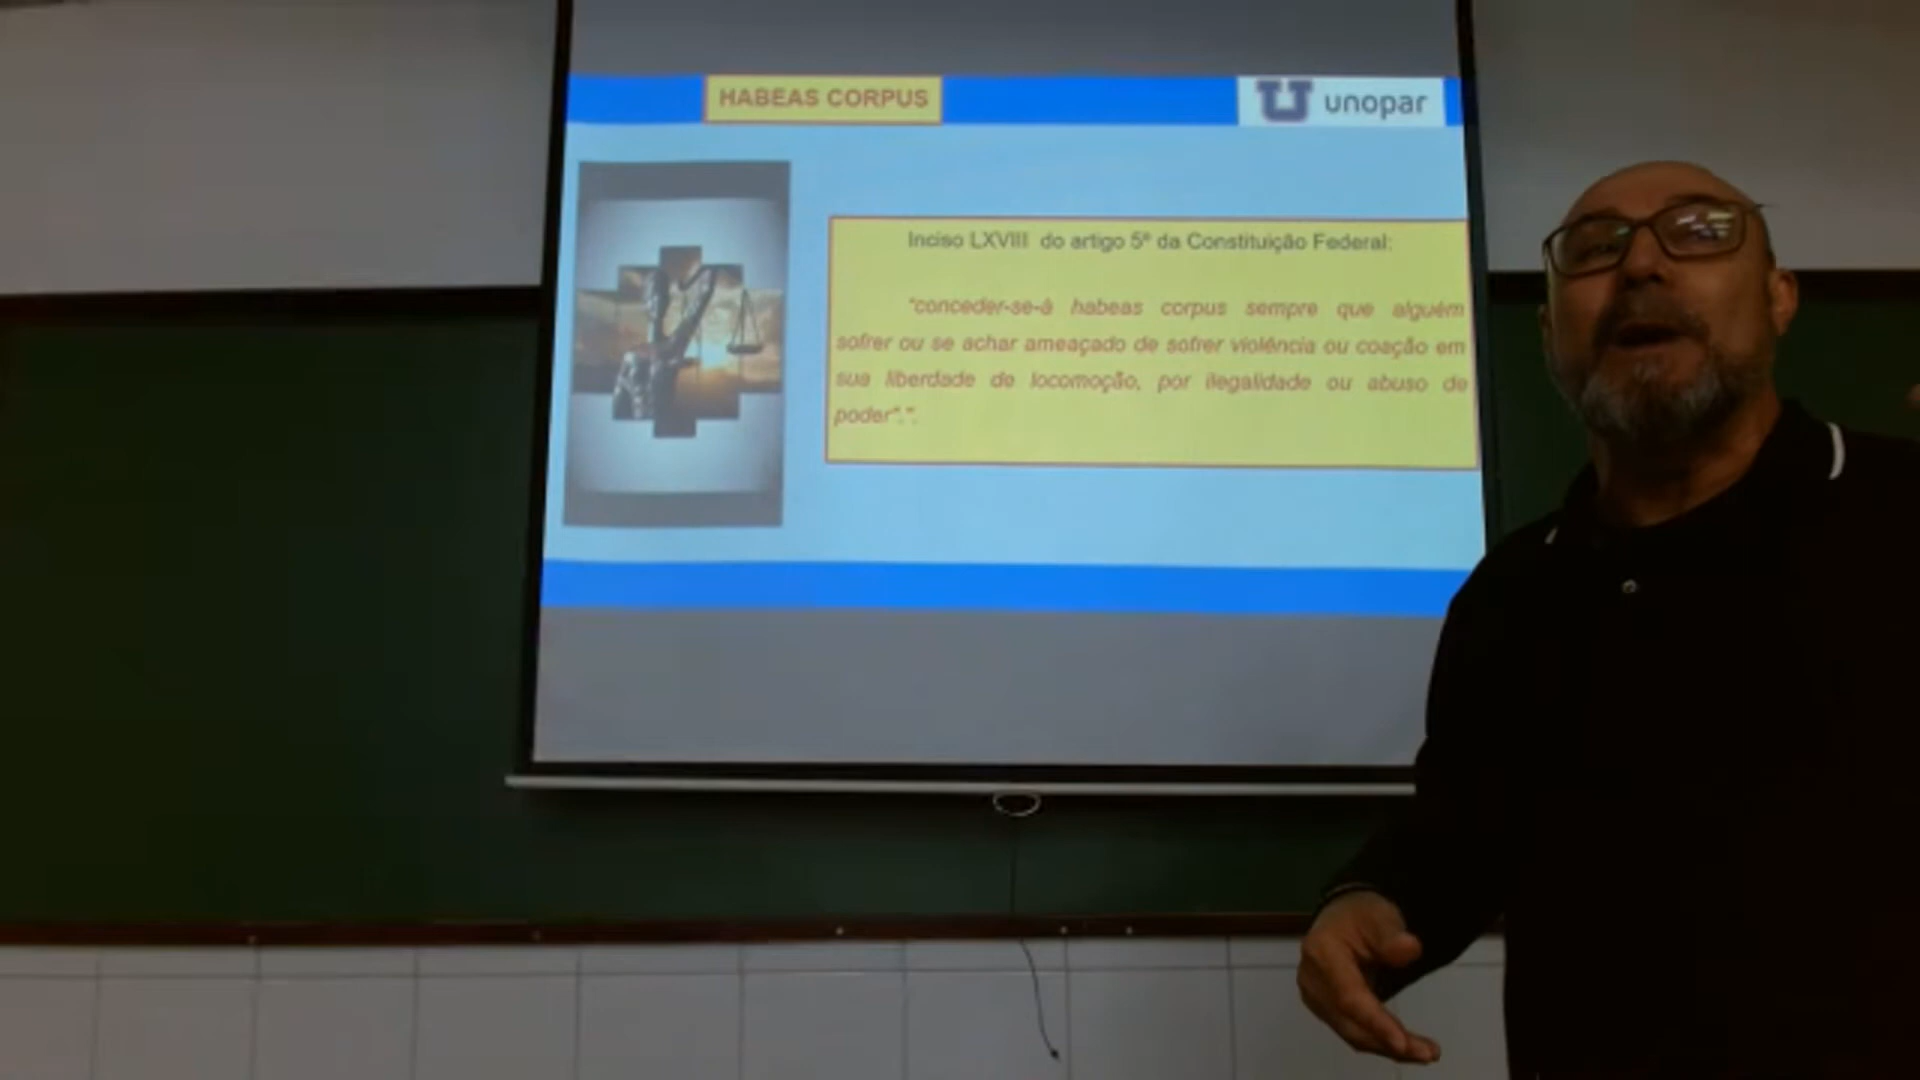 HABEAS CORPUS
unopar
Inciso LXVIII do artigo 5º da Constituição Federal:
"conceder-se-á habeas corpus sempre que alguém
sofrer ou se achar ameaçado de sofrer violência ou coação em
sua liberdade de locomoção, por ilegalidade ou abuso de
poder".".